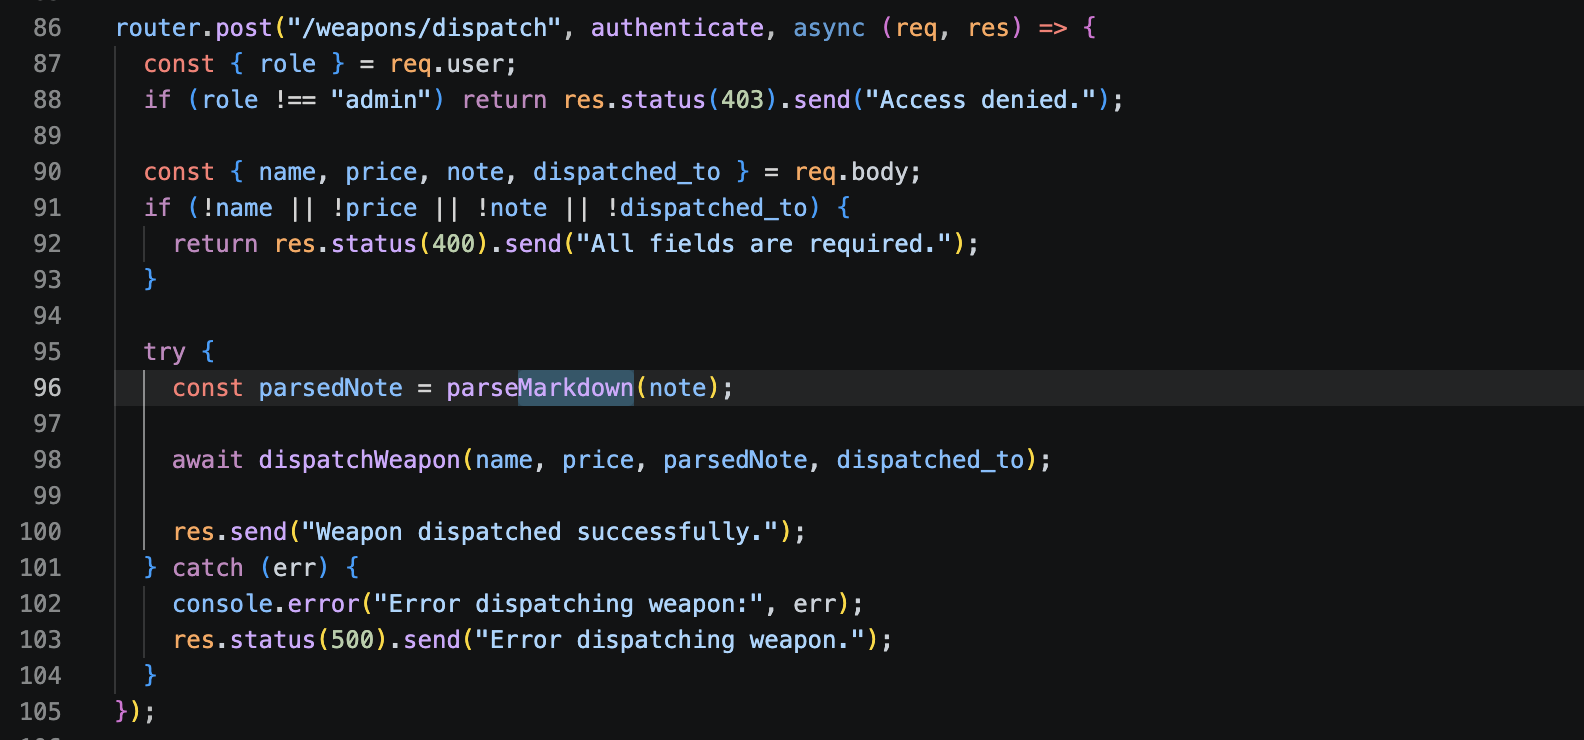 86 router.post("/weapons/dispatch", authenticate, async (req, res) => {
87 const { role } = req.user;
88 if (role !== "admin") return res.status(403).send("Access denied.");
89
90 const { name, price, note, dispatched_to } = req.body;
91 if (!name || !price || !note || !dispatched_to) {
92 return res.status(400).send("All fields are required.");
93 }
94
95 try {
96 const parsedNote = parseMarkdown(note);
97
98 await dispatchWeapon(name, price, parsedNote, dispatched_to);
99
100 res.send("Weapon dispatched successfully.");
101 } catch (err) {
102 console.error("Error dispatching weapon:", err);
103 res.status(500).send("Error dispatching weapon.");
104 }
105 });